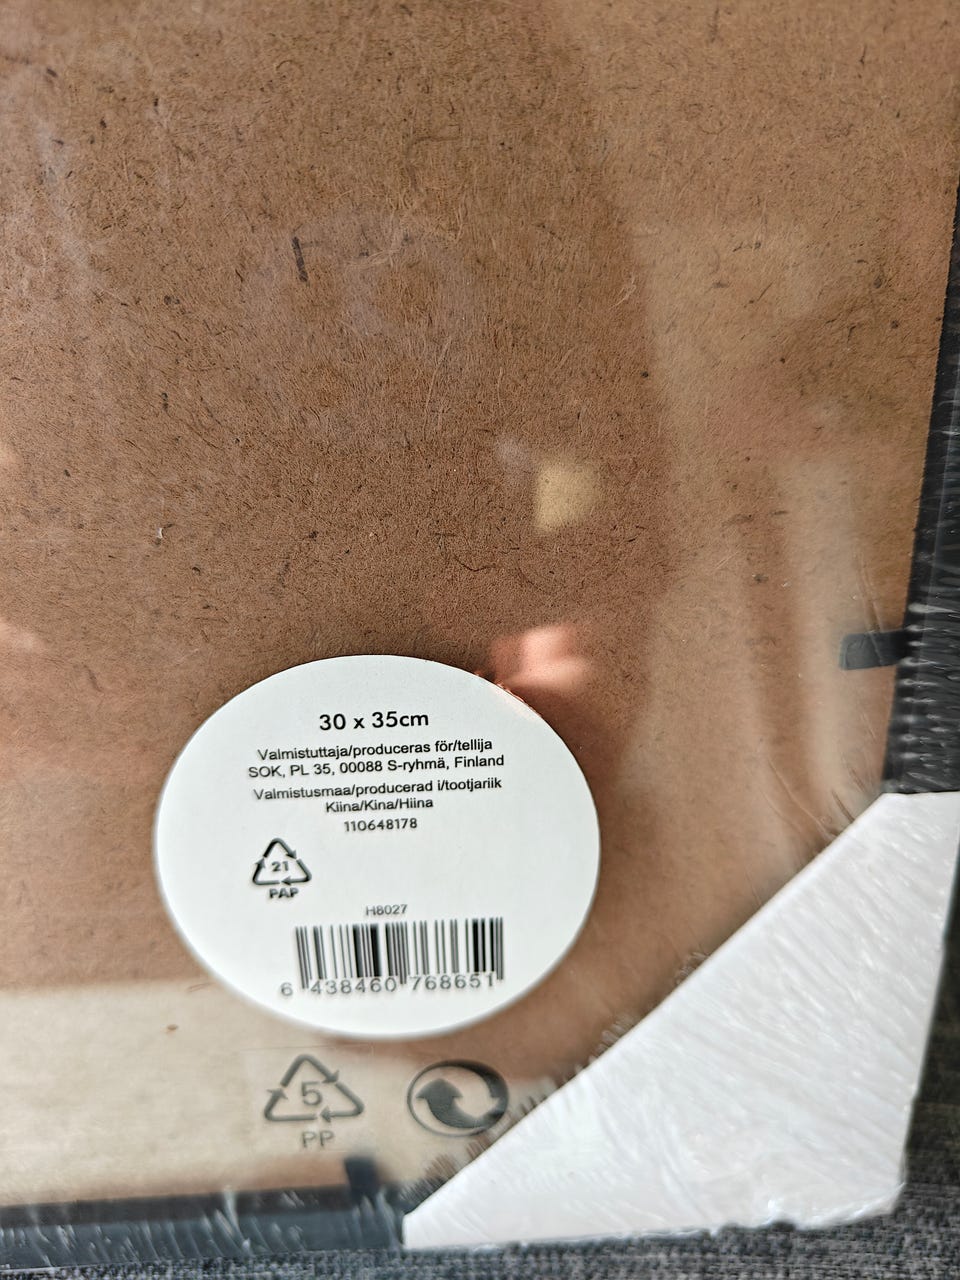 30 x 35cm
Valmistuttaja/produceras för/tellija
SOK, PL 35, 00088 S-ryhmä, Finland
Valmistusmaa/producerad i/tootjariik
Kiina/Kina/Hiina
110648178
21
PAP
H8027
6 438460 768651
5
PP